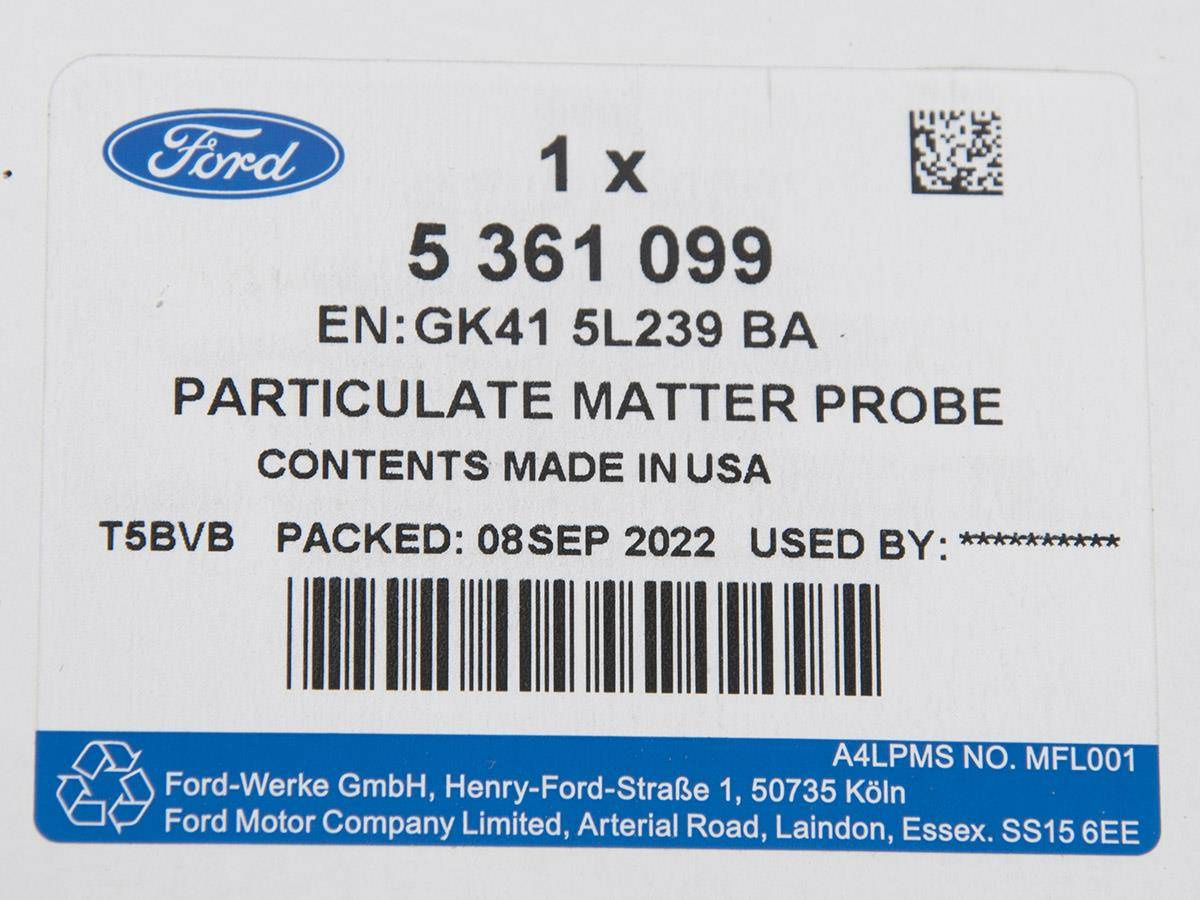 Ford
1 x
5 361 099
EN:GK41 5L239 BA
PARTICULATE MATTER PROBE
CONTENTS MADE IN USA
T5BVB PACKED: 08SEP 2022 USED BY: **********
A4LPMS NO. MFL001
Ford-Werke GmbH, Henry-Ford-Straße 1, 50735 Köln
Ford Motor Company Limited, Arterial Road, Laindon, Essex. SS15 6EE